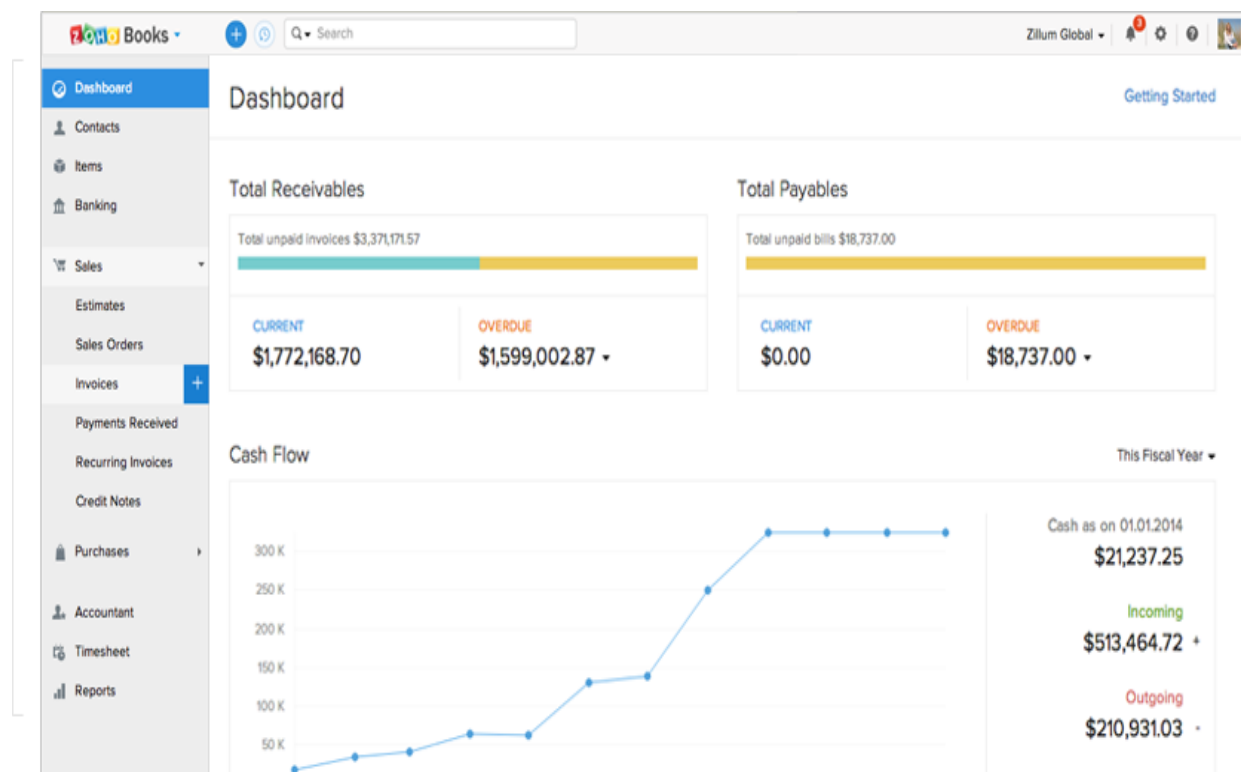 ZOHO Books
Search
Zillum Global
3
Dashboard
Contacts
Items
Banking
Sales
Estimates
Sales Orders
Invoices
+
Payments Received
Recurring Invoices
Credit Notes
Purchases
Accountant
Timesheet
Reports
Dashboard
Getting Started
Total Receivables
Total unpaid invoices $3,371,171.57
CURRENT
$1,772,168.70
OVERDUE
$1,599,002.87
Total Payables
Total unpaid bills $18,737.00
CURRENT
$0.00
OVERDUE
$18,737.00
Cash Flow
This Fiscal Year
300 K
250 K
200 K
150 K
100 K
50 K
Cash as on 01.01.2014
$21,237.25
Incoming
$513,464.72 +
Outgoing
$210,931.03 -